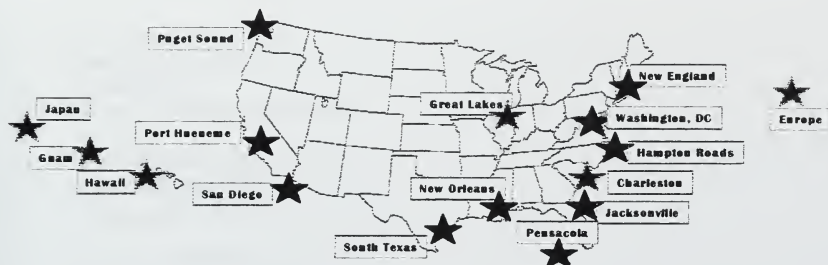 Puget Sound
New England
Great Lakes
Japan
Washington, DC
Europe
Port Hueneme
Guam
Hampton Roads
Hawaii
San Diego
New Orleans
Charleston
Jacksonville
Pensacola
South Texas